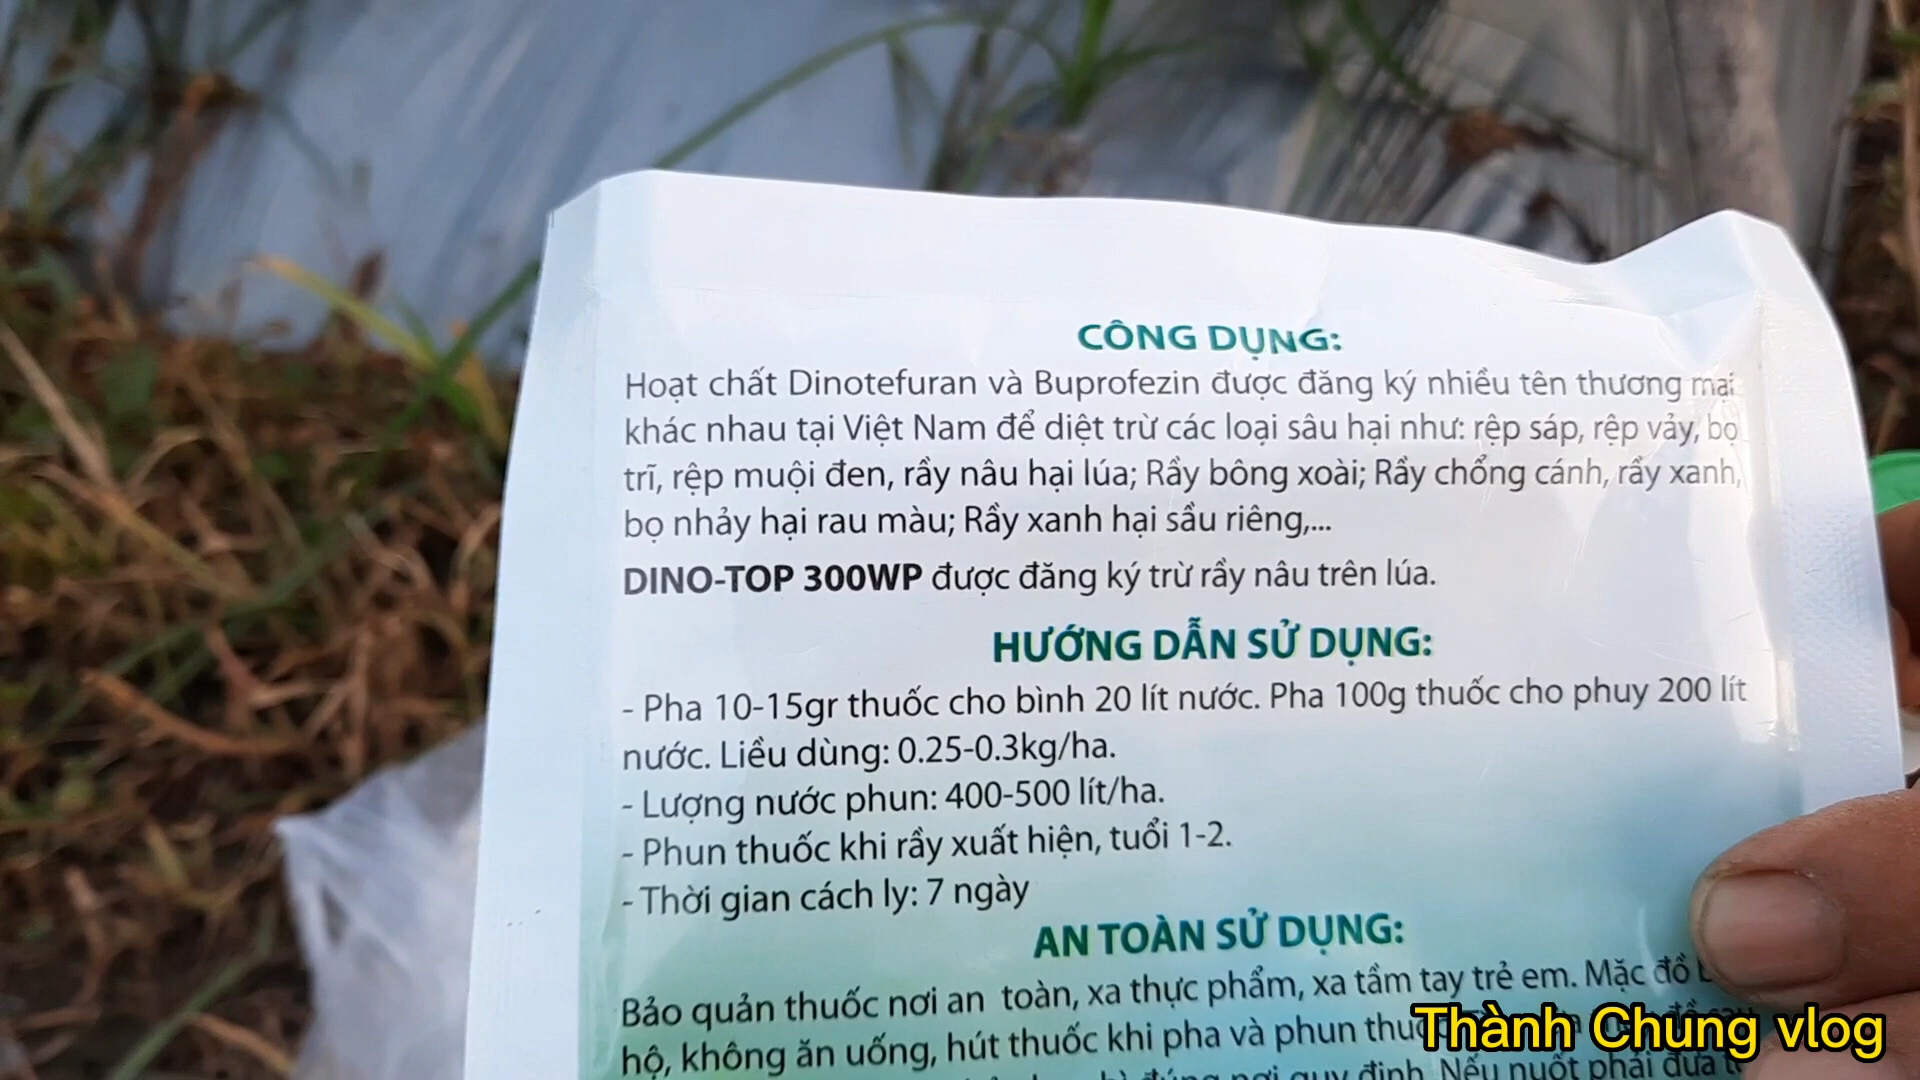 CÔNG DỤNG:
Hoạt chất Dinotefuran và Buprofezin được đăng ký nhiều tên thương mại
khác nhau tại Việt Nam để diệt trừ các loại sâu hại như: rệp sáp, rệp vảy, bọ
trĩ, rệp muội đen, rầy nâu hại lúa; Rầy bông xoài; Rầy chổng cánh, rầy xanh,
bọ nhảy hại rau màu; Rầy xanh hại sầu riêng,...
DINO-TOP 300WP được đăng ký trừ rầy nâu trên lúa.
HƯỚNG DẪN SỬ DỤNG:
- Pha 10-15gr thuốc cho bình 20 lít nước. Pha 100g thuốc cho phuy 200 lít
nước. Liều dùng: 0.25-0.3kg/ha.
- Lượng nước phun: 400-500 lít/ha.
- Phun thuốc khi rầy xuất hiện, tuổi 1-2.
- Thời gian cách ly: 7 ngày
AN TOÀN SỬ DỤNG:
Bảo quản thuốc nơi an toàn, xa thực phẩm, xa tầm tay trẻ em. Mặc đồ
hộ, không ăn uống, hút thuốc khi pha và phun
đúng nơi quy định. Nếu nuốt phải đưa
Thành Chung vlog